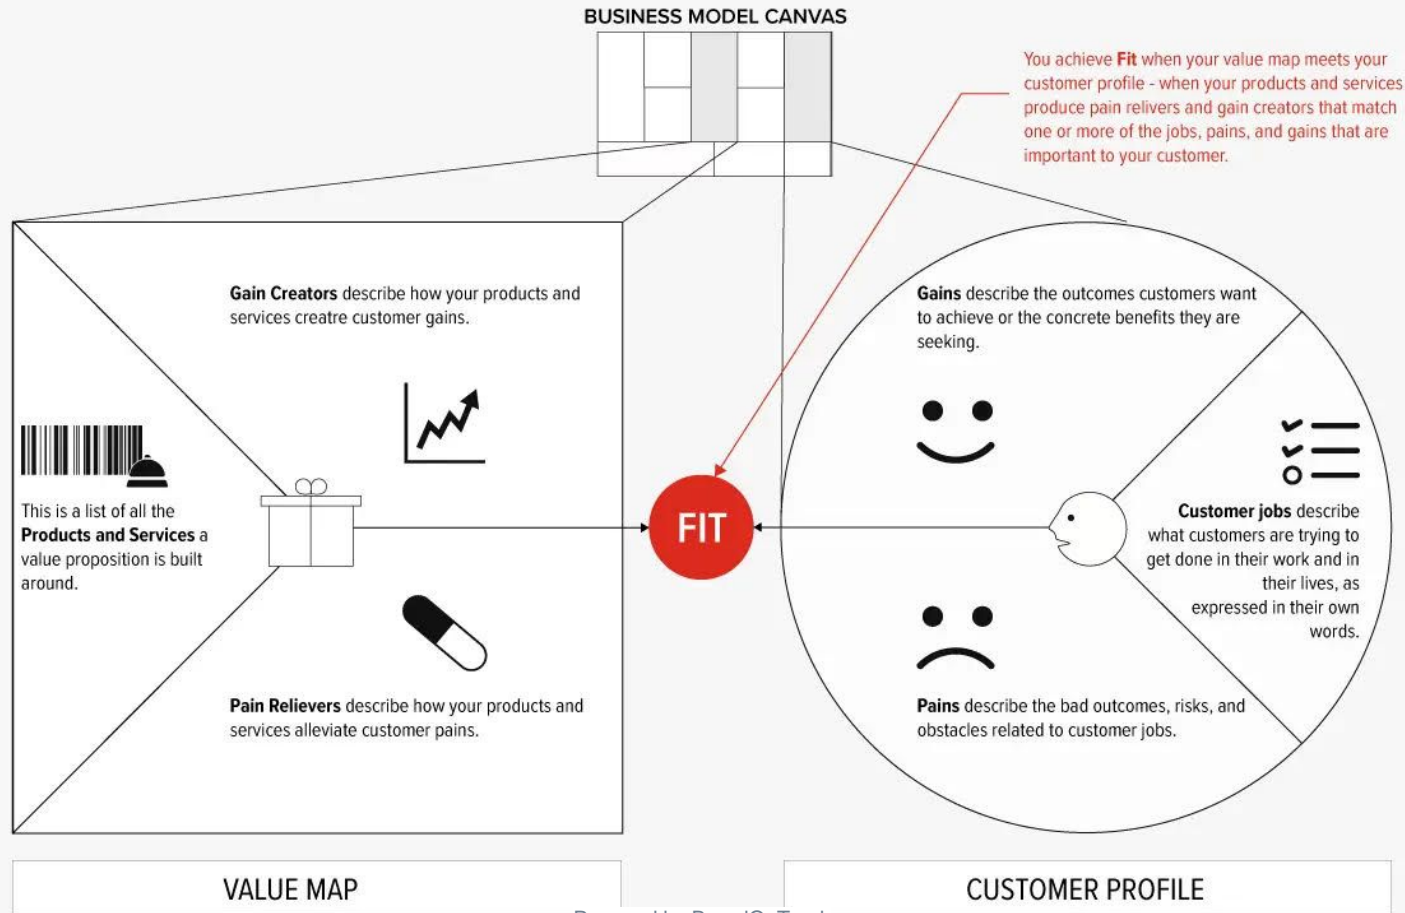 BUSINESS MODEL CANVAS
You achieve Fit when your value map meets your
customer profile - when your products and services
produce pain relivers and gain creators that match
one or more of the jobs, pains, and gains that are
important to your customer.
Gain Creators describe how your products and
services creatre customer gains.
This is a list of all the
Products and Services a
value proposition is built
around.
Pain Relievers describe how your products and
services alleviate customer pains.
FIT
Gains describe the outcomes customers want
to achieve or the concrete benefits they are
seeking.
Customer jobs describe
what customers are trying to
get done in their work and in
their lives, as
expressed in their own
words.
Pains describe the bad outcomes, risks, and
obstacles related to customer jobs.
VALUE MAP
CUSTOMER PROFILE